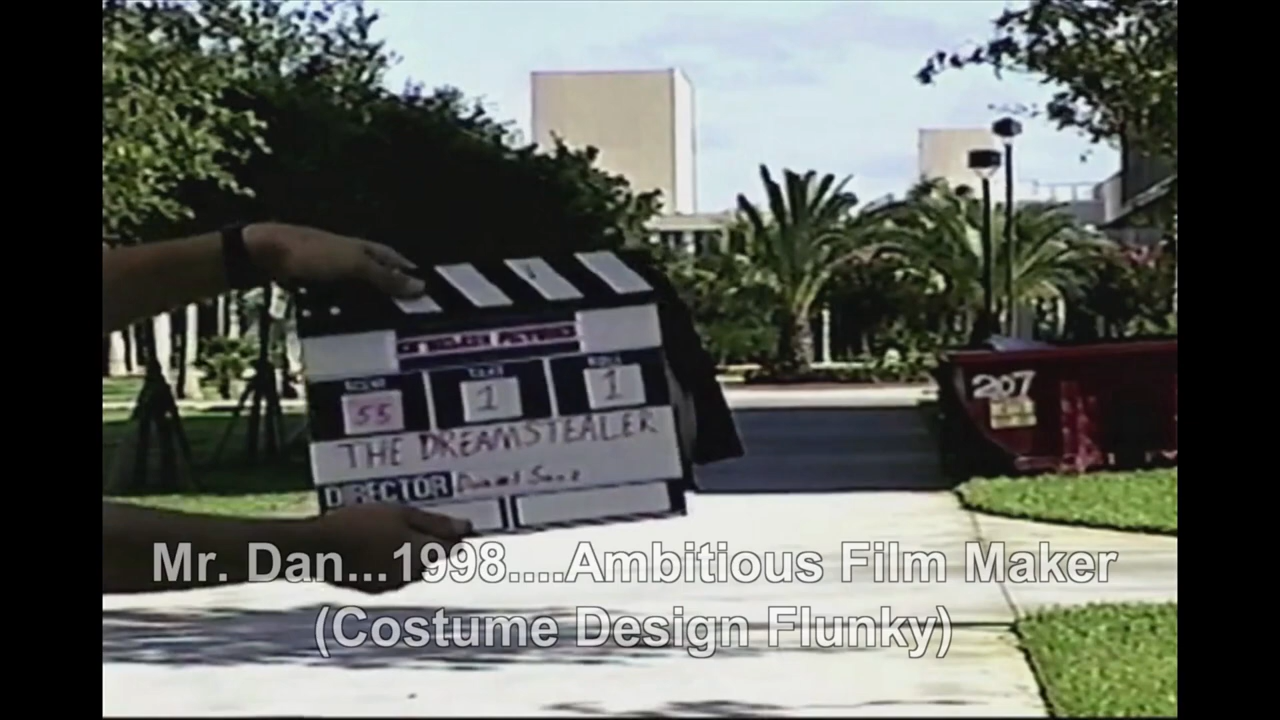 207
SCENE TAKE ROLL
55 1 1
THE DREAMSTEALER
DIRECTOR
Mr. Dan...1998....Ambitious Film Maker
(Costume Design Flunky)